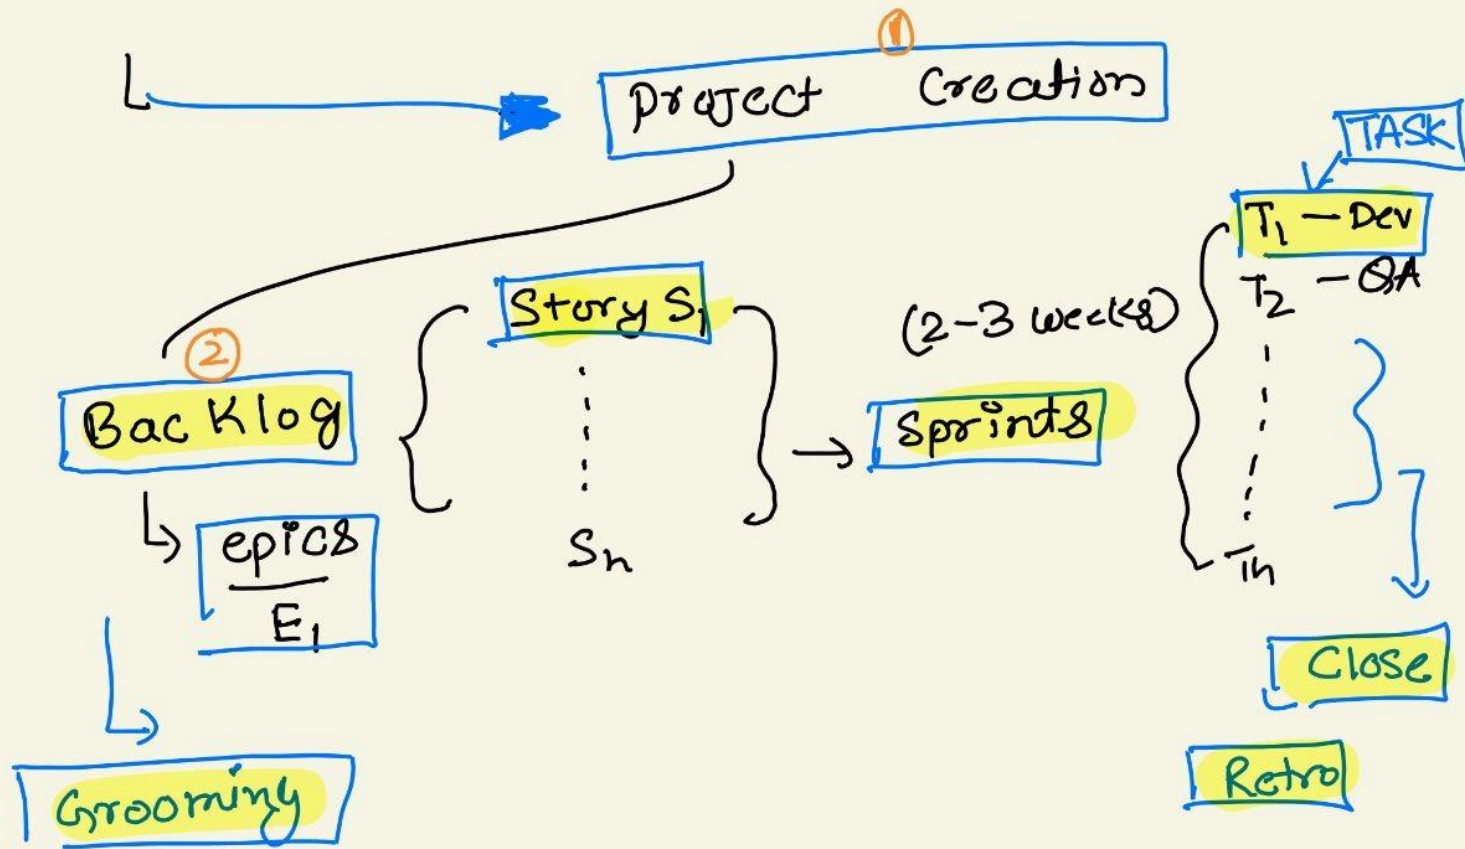 ①
Project Creation
TASK
T1 — Dev
T2 — QA
Story S1
(2-3 weeks)
②
Backlog
Sprints
epics
E1
Sn
Tn
Close
Retro
Grooming